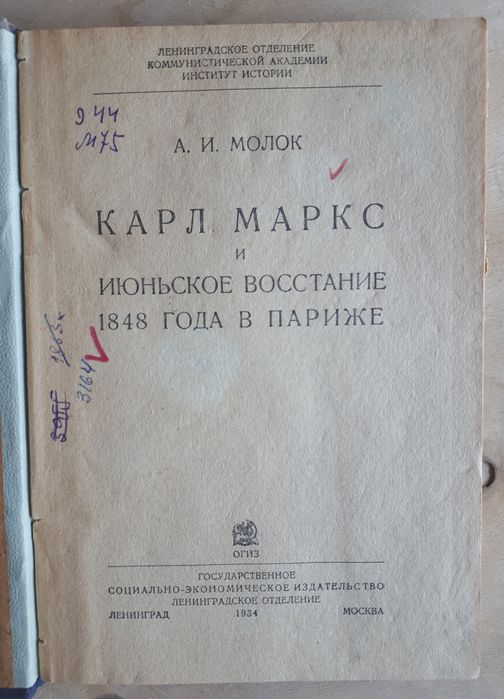 ЛЕНИНГРАДСКОЕ ОТДЕЛЕНИЕ
КОММУНИСТИЧЕСКОЙ АКАДЕМИИ
ИНСТИТУТ ИСТОРИИ
Э 44
М75
А. И. МОЛОК
КАРЛ МАРКС
И
ИЮНЬСКОЕ ВОССТАНИЕ
1848 ГОДА В ПАРИЖЕ
3164
ОГИЗ
ГОСУДАРСТВЕННОЕ
СОЦИАЛЬНО-ЭКОНОМИЧЕСКОЕ ИЗДАТЕЛЬСТВО
ЛЕНИНГРАДСКОЕ ОТДЕЛЕНИЕ
ЛЕНИНГРАД 1934 МОСКВА